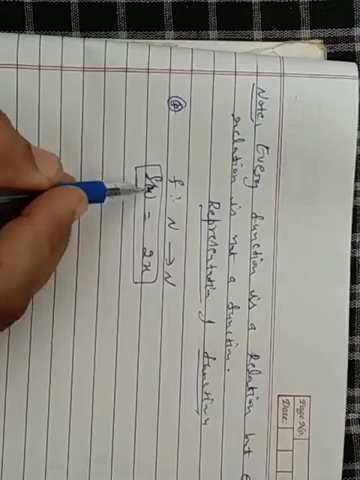 Page No.
Date:
Note, Every function is a Relation but
relation is not a function.
Representation of function
f : N → N
f(x) = 2x